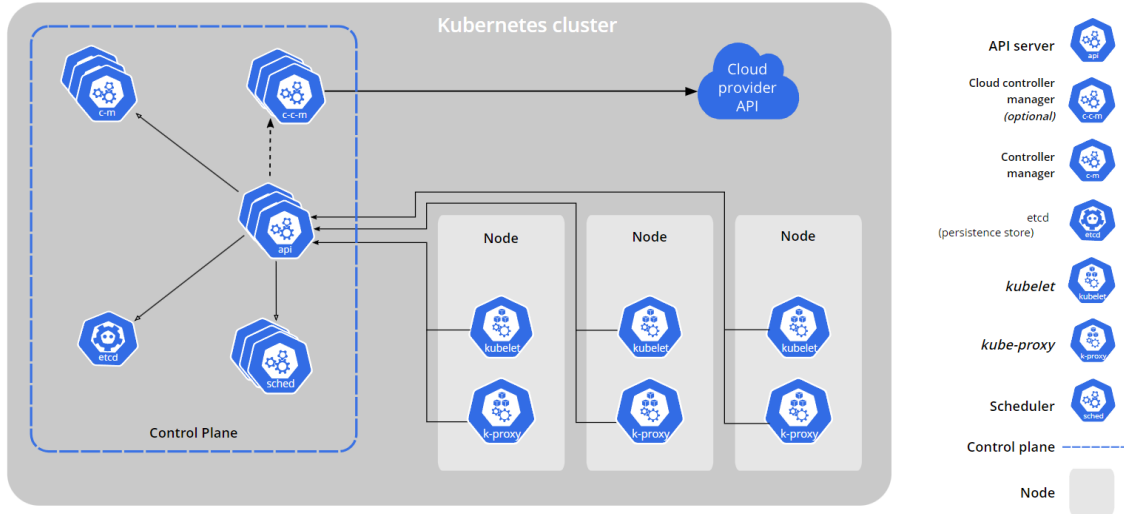 Kubernetes cluster
c-m
c-c-m
Cloud
provider
API
api
etcd
sched
Control Plane
Node
kubelet
k-proxy
Node
kubelet
k-proxy
Node
kubelet
k-proxy
API server
api
Cloud controller
manager
(optional)
c-c-m
Controller
manager
c-m
etcd
(persistence store)
etcd
kubelet
kubelet
kube-proxy
k-proxy
Scheduler
sched
Control plane
Node